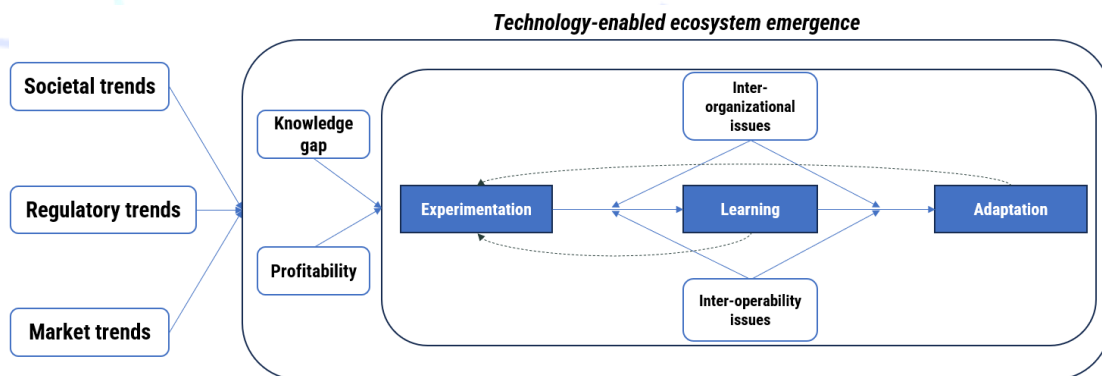 Technology-enabled ecosystem emergence
Societal trends
Regulatory trends
Market trends
Knowledge
gap
Profitability
Inter-
organizational
issues
Experimentation
Learning
Adaptation
Inter-operability
issues